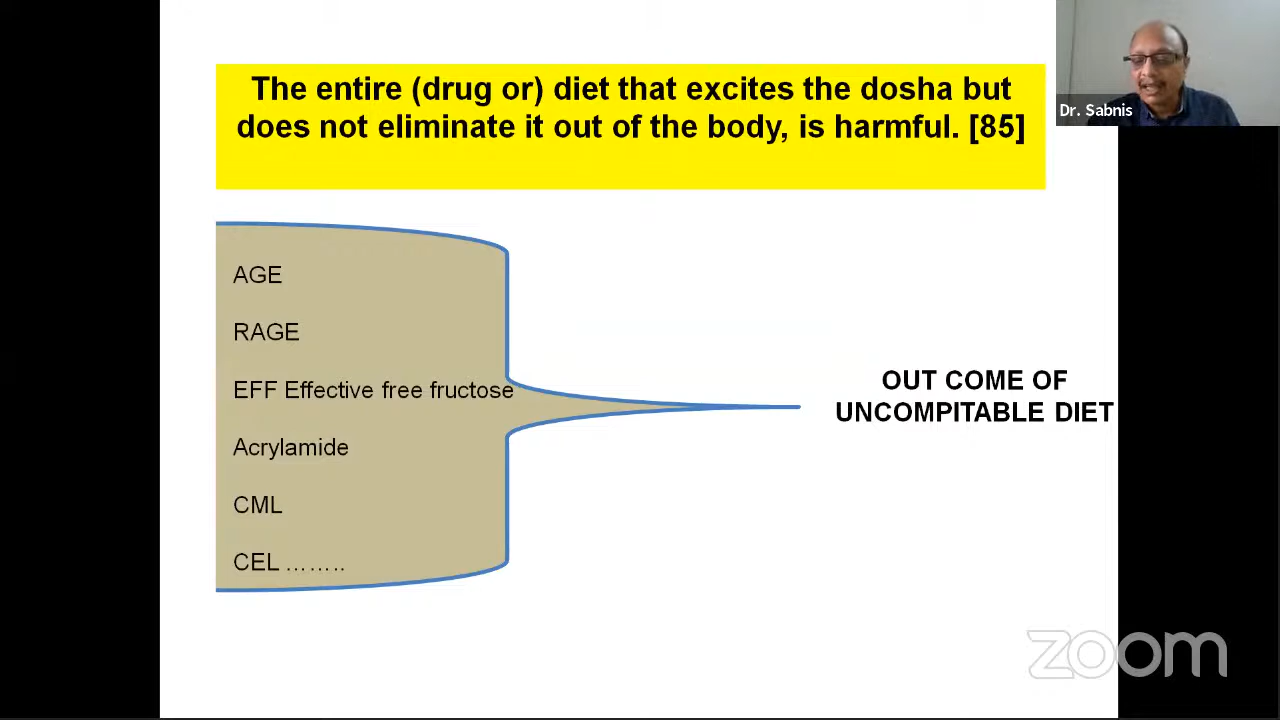 The entire (drug or) diet that excites the dosha but
does not eliminate it out of the body, is harmful. [85]
Dr. Sabnis
AGE
RAGE
EFF Effective free fructose
Acrylamide
CML
CEL ……..
OUT COME OF
UNCOMPITABLE DIET
zoom